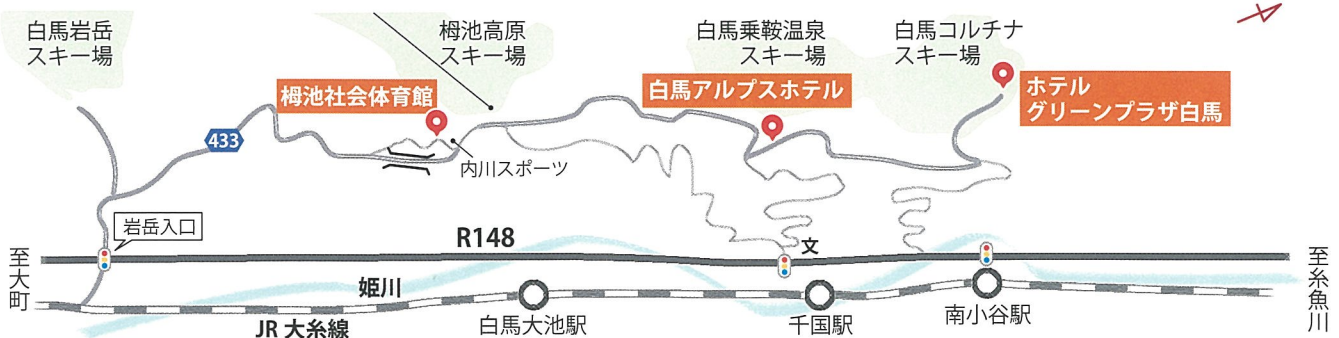 白馬岩岳
スキー場
栂池高原
スキー場
白馬乗鞍温泉
スキー場
白馬コルチナ
スキー場
栂池社会体育館
白馬アルプスホテル
ホテル
グリーンプラザ白馬
433
内川スポーツ
岩岳入口
R148
文
至大町
至糸魚川
姫川
JR 大糸線
白馬大池駅
千国駅
南小谷駅